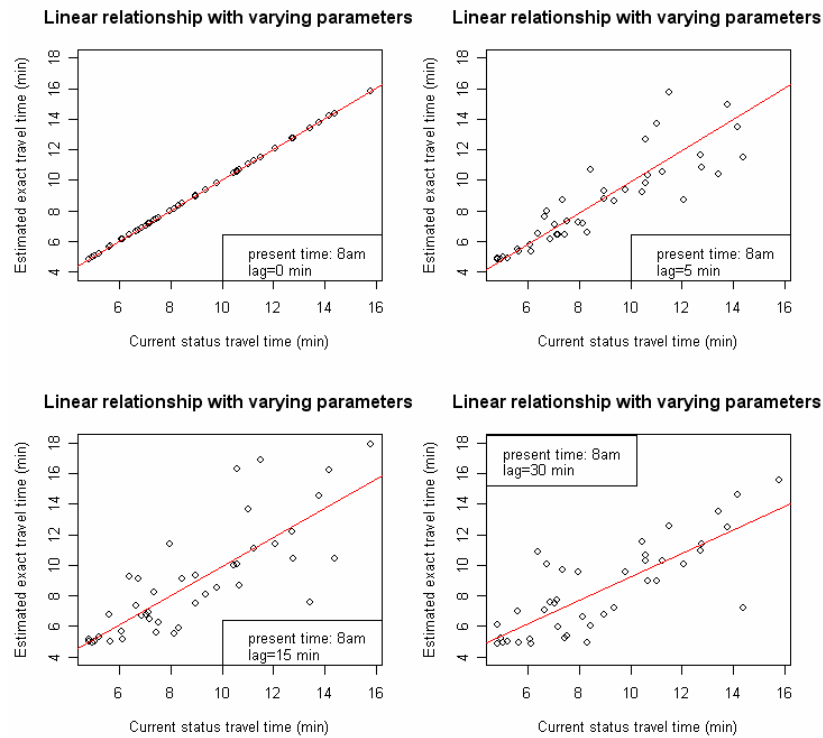 Linear relationship with varying parameters
Estimated exact travel time (min)
18
16
14
12
10
8
6
4
present time: 8am
lag=0 min
6 8 10 12 14 16
Current status travel time (min)
Linear relationship with varying parameters
Estimated exact travel time (min)
18
16
14
12
10
8
6
4
present time: 8am
lag=5 min
6 8 10 12 14 16
Current status travel time (min)
Linear relationship with varying parameters
Estimated exact travel time (min)
18
16
14
12
10
8
6
4
present time: 8am
lag=15 min
6 8 10 12 14 16
Current status travel time (min)
Linear relationship with varying parameters
Estimated exact travel time (min)
18
16
14
12
10
8
6
4
present time: 8am
lag=30 min
6 8 10 12 14 16
Current status travel time (min)